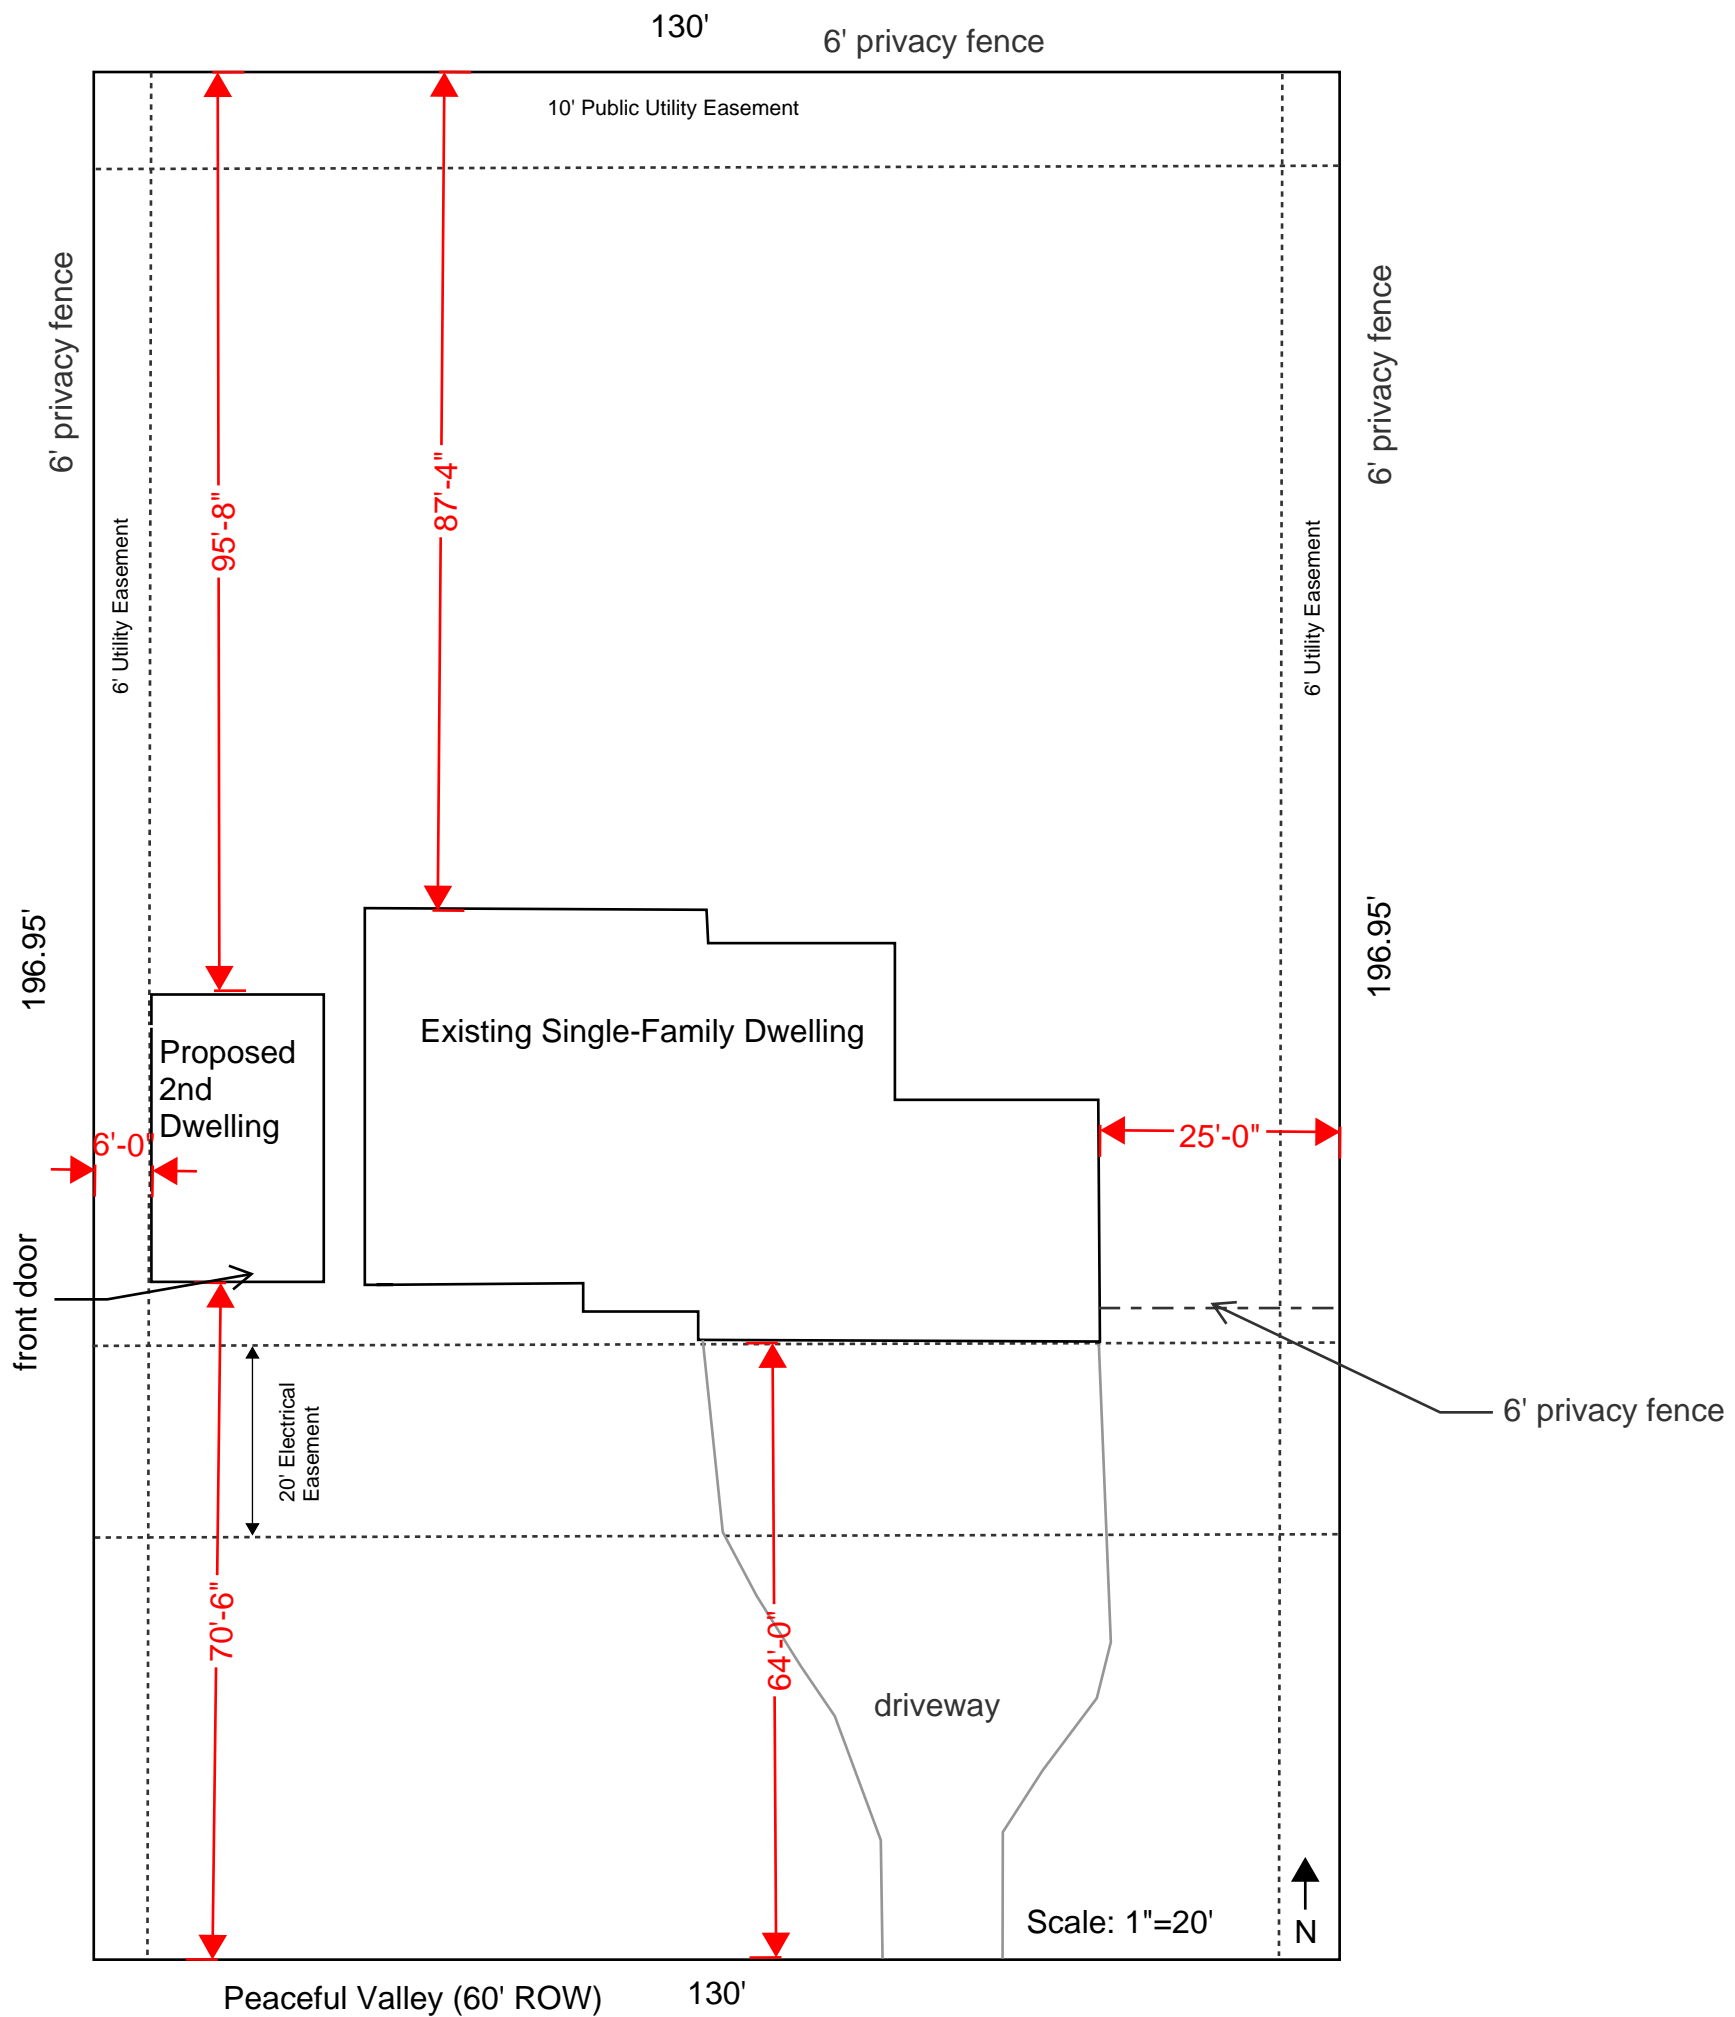 130'
6' privacy fence
10' Public Utility Easement
6' privacy fence
6' privacy fence
95'-8"
87'-4"
6' Utility Easement
6' Utility Easement
196.95'
196.95'
Existing Single-Family Dwelling
Proposed
2nd
Dwelling
6'-0"
25'-0"
front door
20' Electrical
Easement
6' privacy fence
70'-6"
64'-0"
driveway
Scale: 1"=20'
N
Peaceful Valley (60' ROW)
130'